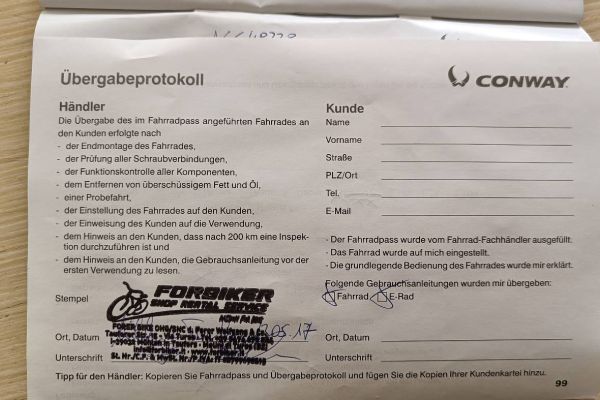 Übergabeprotokoll
CONWAY
Händler
Die Übergabe des im Fahrradpass angeführten Fahrrades an
den Kunden erfolgte nach
- der Endmontage des Fahrrades,
- der Prüfung aller Schraubverbindungen,
- der Funktionskontrolle aller Komponenten,
- dem Entfernen von überschüssigem Fett und Öl,
- einer Probefahrt,
- der Einstellung des Fahrrades auf den Kunden,
- der Einweisung des Kunden auf die Verwendung,
- dem Hinweis an den Kunden, dass nach 200 km eine Inspek-
tion durchzuführen ist und
- dem Hinweis an den Kunden, die Gebrauchsanleitung vor der
ersten Verwendung zu lesen.
Stempel
FORBIKER
SHOP RENTAL SERVICE
Ort, Datum
05.17
Unterschrift
Kunde
Name
Vorname
Straße
PLZ/Ort
Tel.
E-Mail
- Der Fahrradpass wurde vom Fahrrad-Fachhändler ausgefüllt.
- Das Fahrrad wurde auf mich eingestellt.
- Die grundlegende Bedienung des Fahrrades wurde mir erklärt.
Folgende Gebrauchsanleitungen wurden mir übergeben:
Fahrrad E-Rad
Ort, Datum
Unterschrift
Tipp für den Händler: Kopieren Sie Fahrradpass und Übergabeprotokoll und fügen Sie die Kopien Ihrer Kundenkartei hinzu.
99